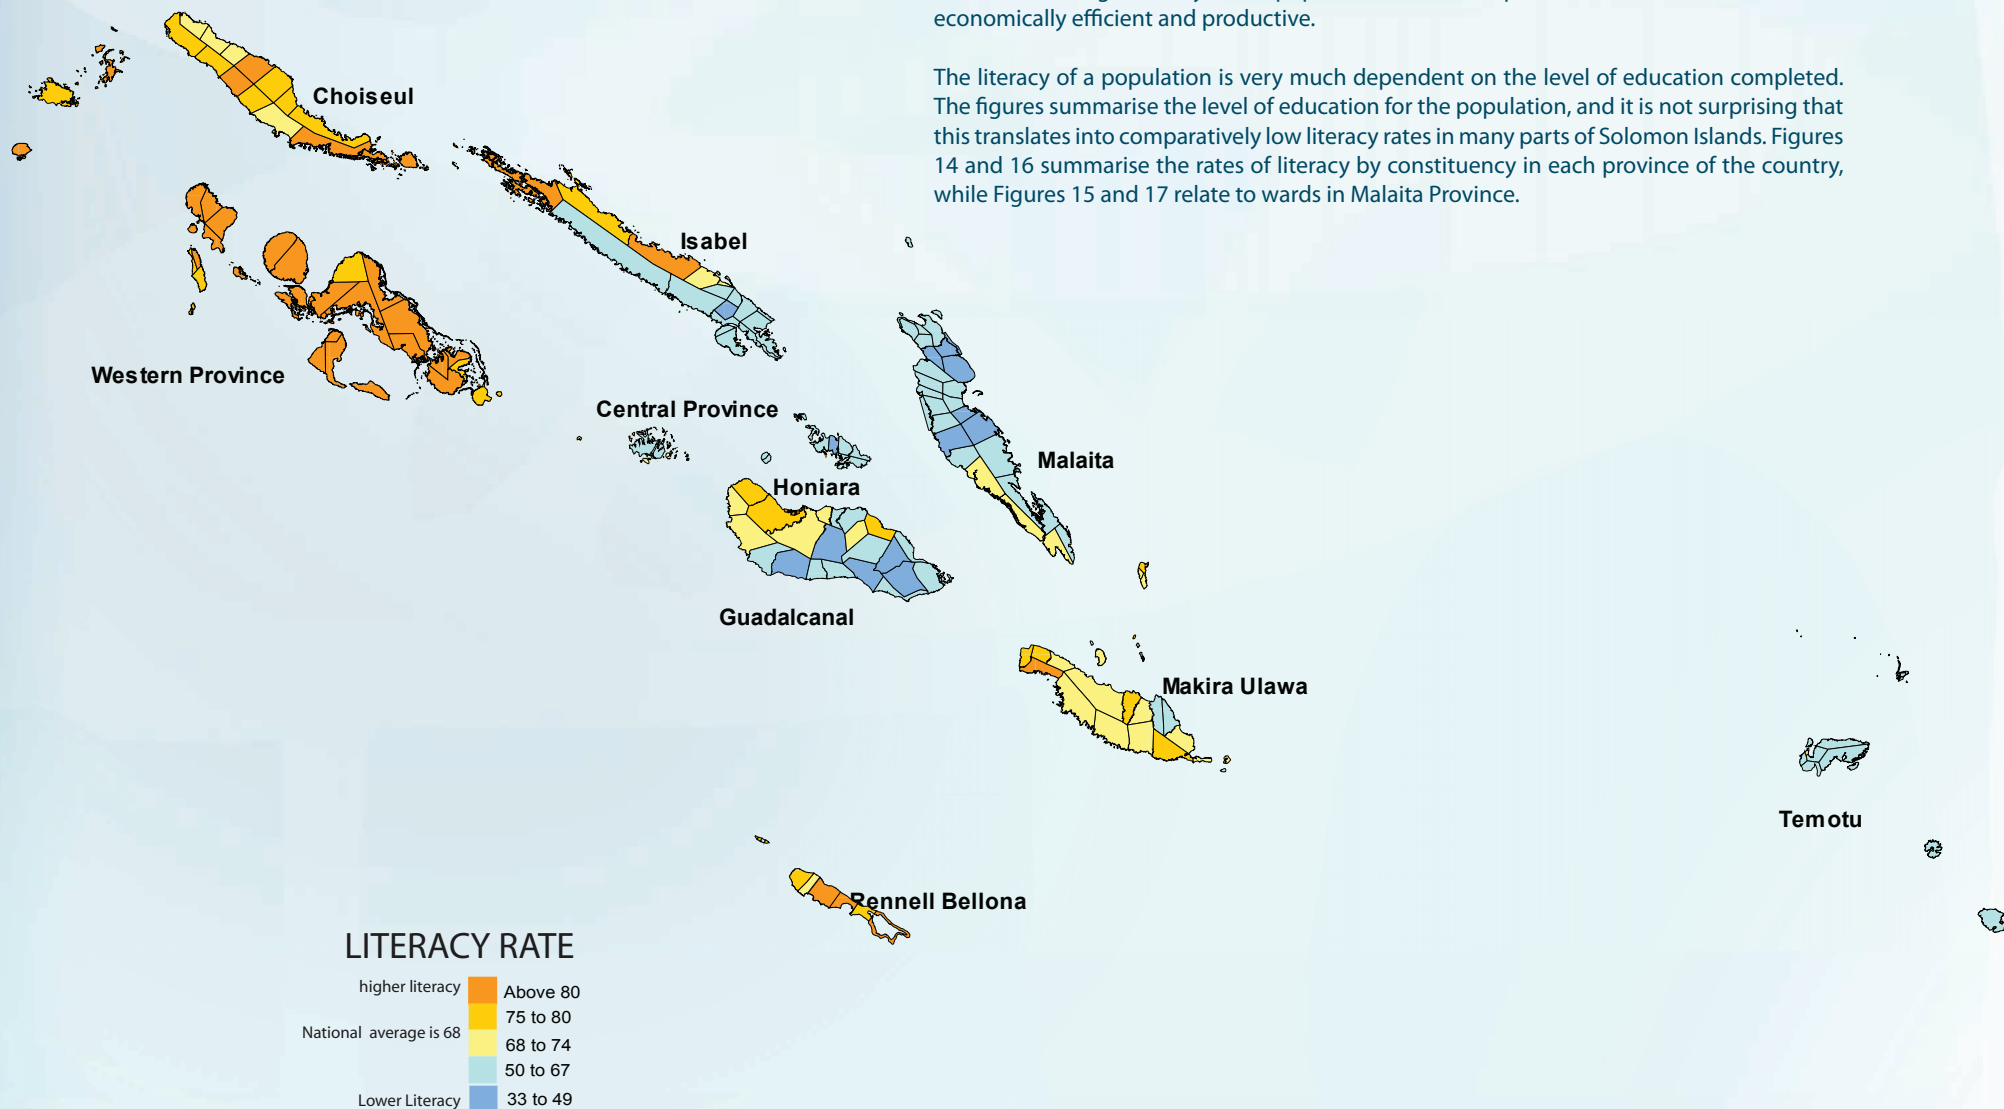 economically efficient and productive.
The literacy of a population is very much dependent on the level of education completed.
The figures summarise the level of education for the population, and it is not surprising that
this translates into comparatively low literacy rates in many parts of Solomon Islands. Figures
14 and 16 summarise the rates of literacy by constituency in each province of the country,
while Figures 15 and 17 relate to wards in Malaita Province.
Choiseul
Isabel
Western Province
Central Province
Malaita
Honiara
Guadalcanal
Makira Ulawa
Temotu
Rennell Bellona
LITERACY RATE
higher literacy
Above 80
75 to 80
National average is 68
68 to 74
50 to 67
Lower Literacy
33 to 49